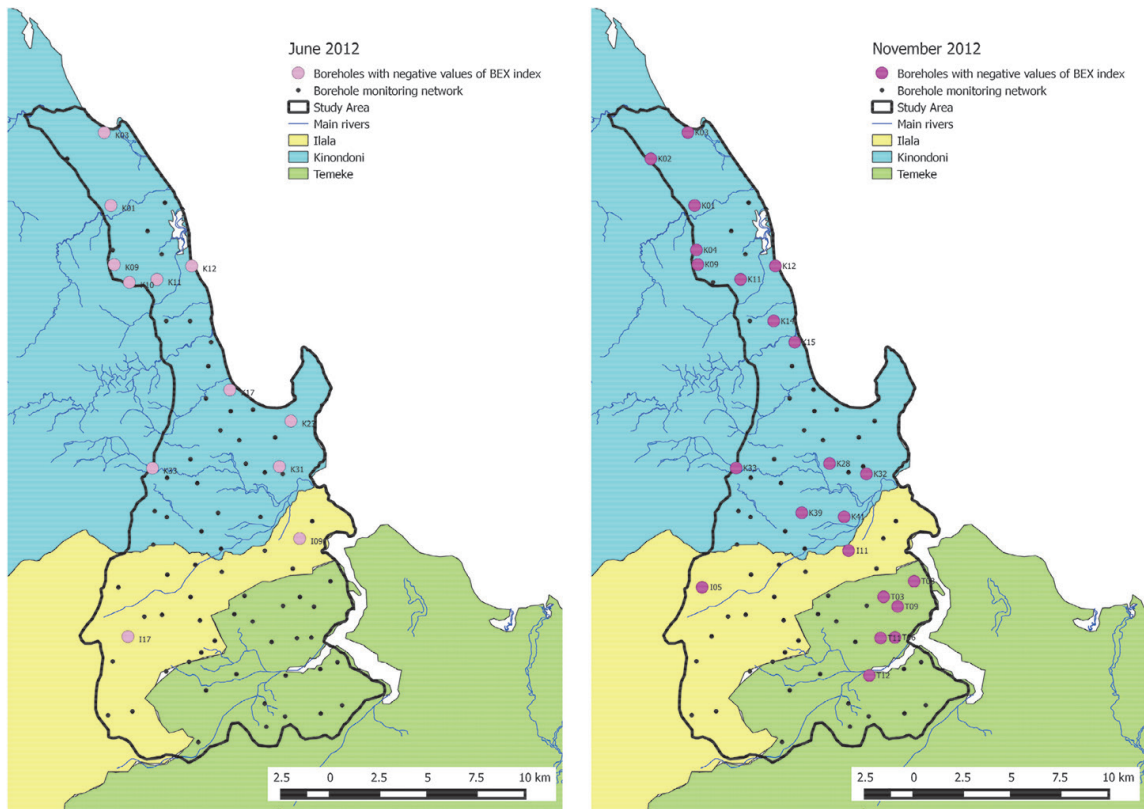 June 2012
Boreholes with negative values of BEX index
Borehole monitoring network
Study Area
Main rivers
Ilala
Kinondoni
Temeke
K03
K01
K09
K12
K10
K11
K17
K33
K31
I09
I17
2.5 0 2.5 5 7.5 10 km
November 2012
Boreholes with negative values of BEX index
Borehole monitoring network
Study Area
Main rivers
Ilala
Kinondoni
Temeke
K03
K02
K01
K04
K09
K12
K11
K14
K15
K33
K28
K32
K39
K41
I11
I05
T03
T09
T11
T12
2.5 0 2.5 5 7.5 10 km